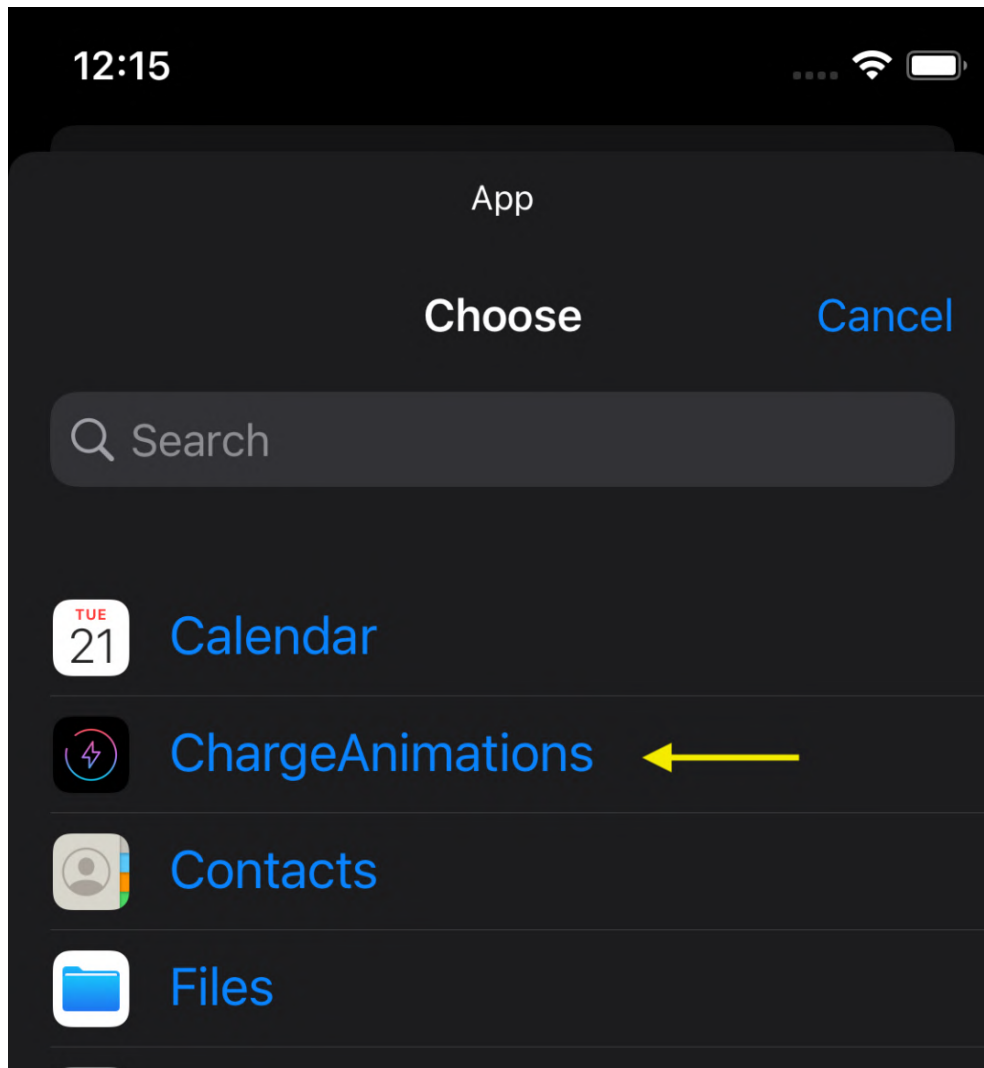 12:15
App
Choose
Cancel
Search
TUE
21
Calendar
ChargeAnimations
Contacts
Files